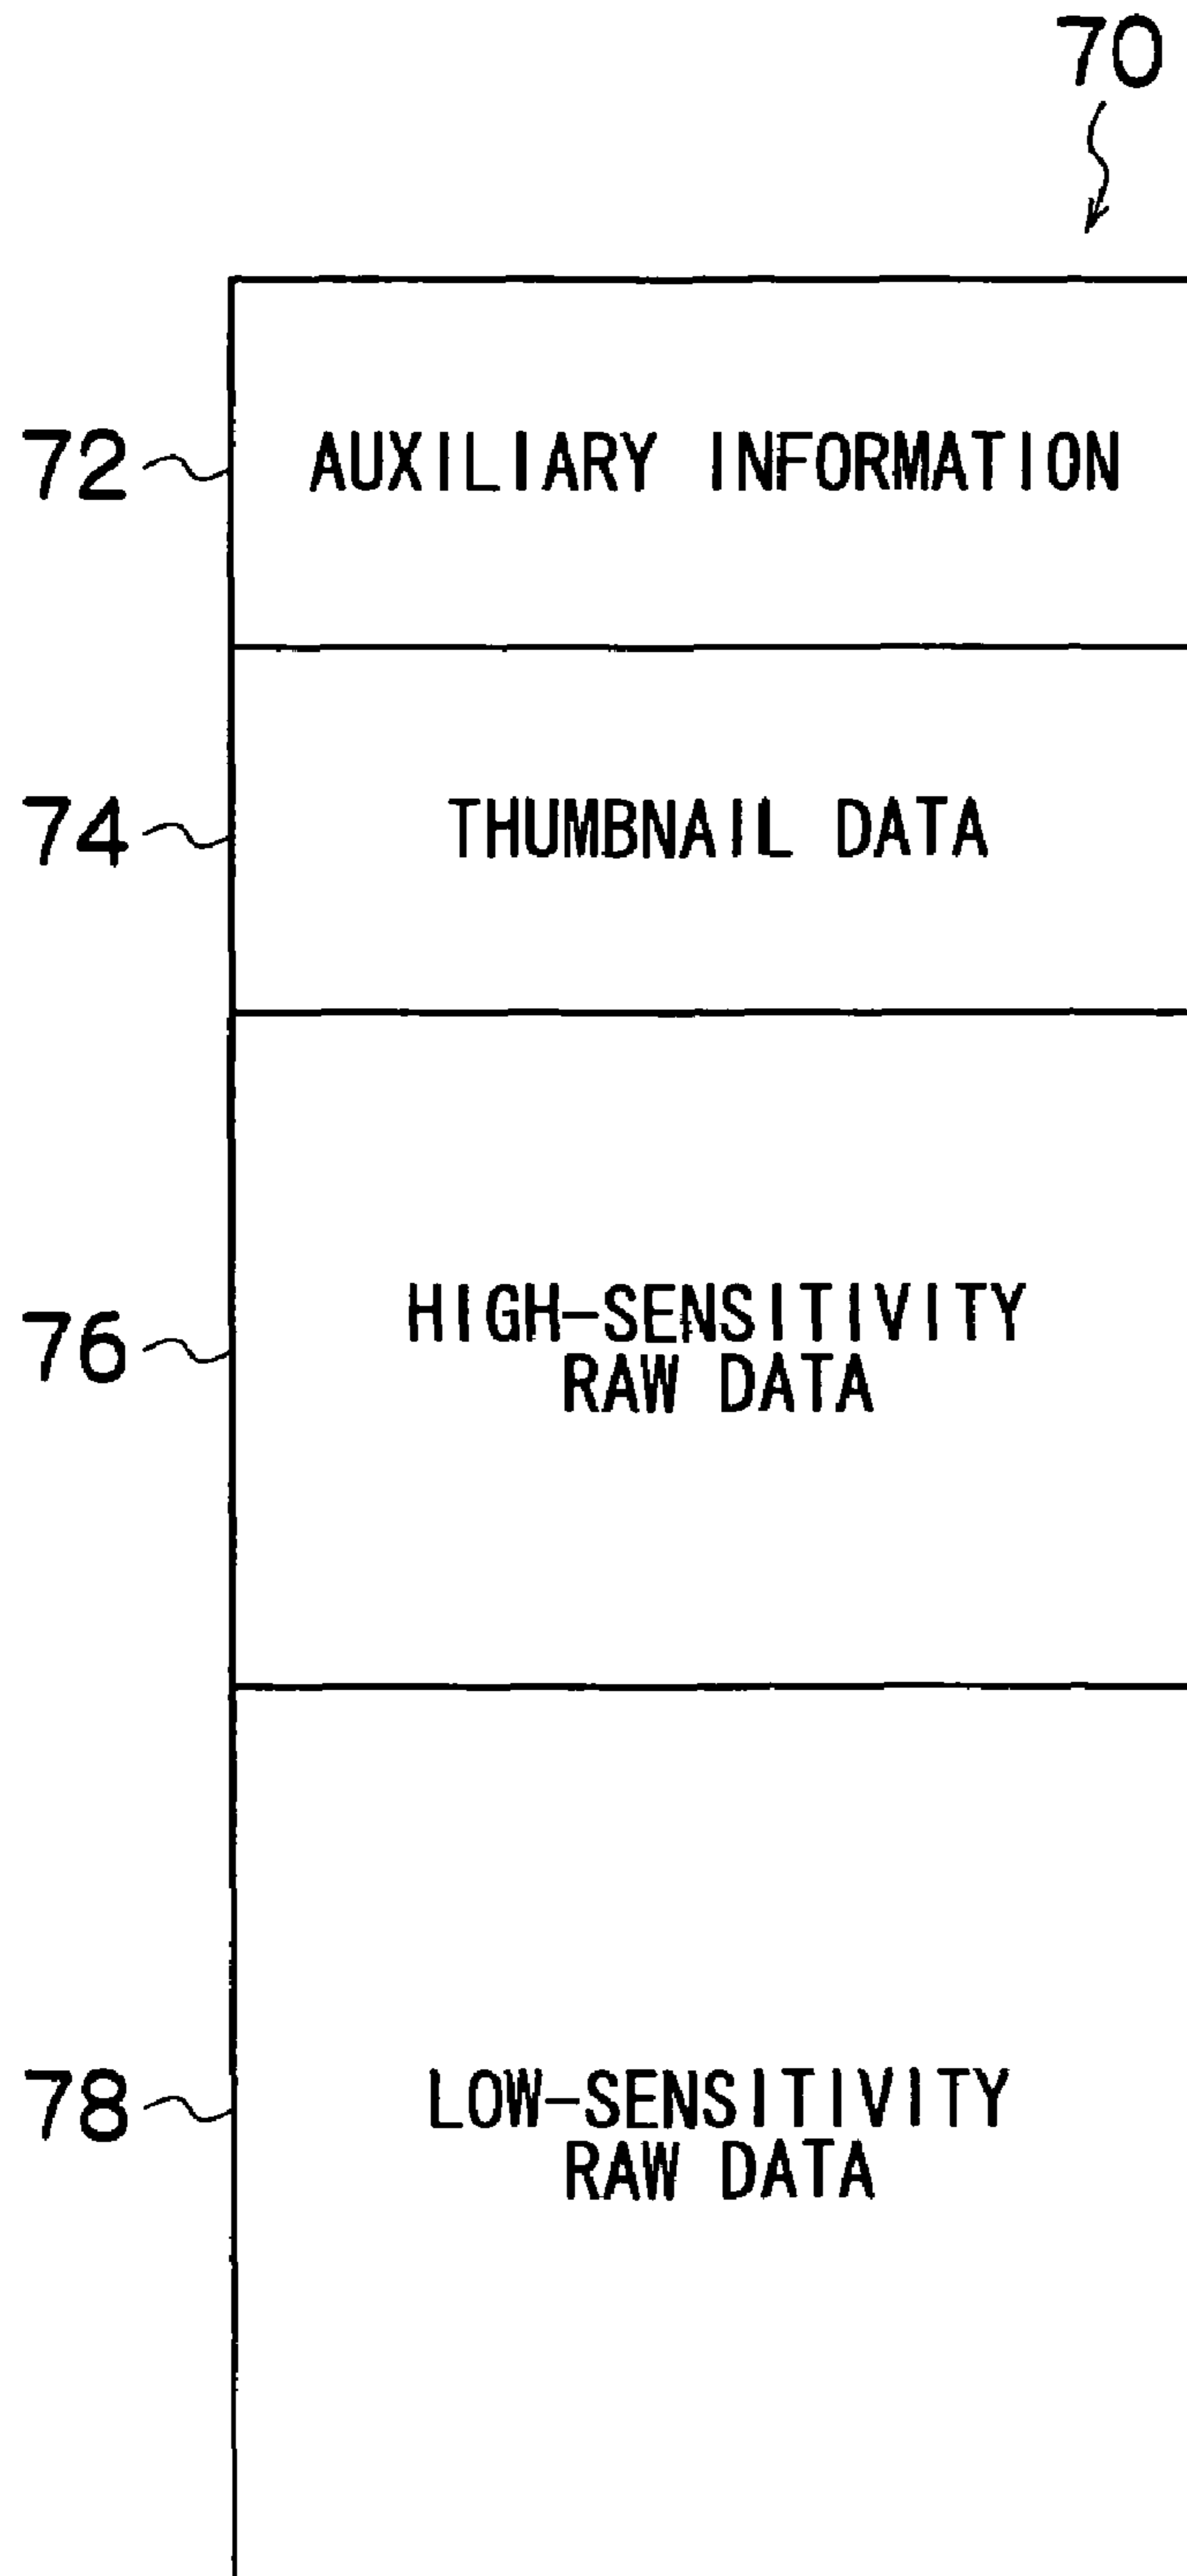 70
72 AUXILIARY INFORMATION
74 THUMBNAIL DATA
76 HIGH-SENSITIVITY
RAW DATA
78 LOW-SENSITIVITY
RAW DATA